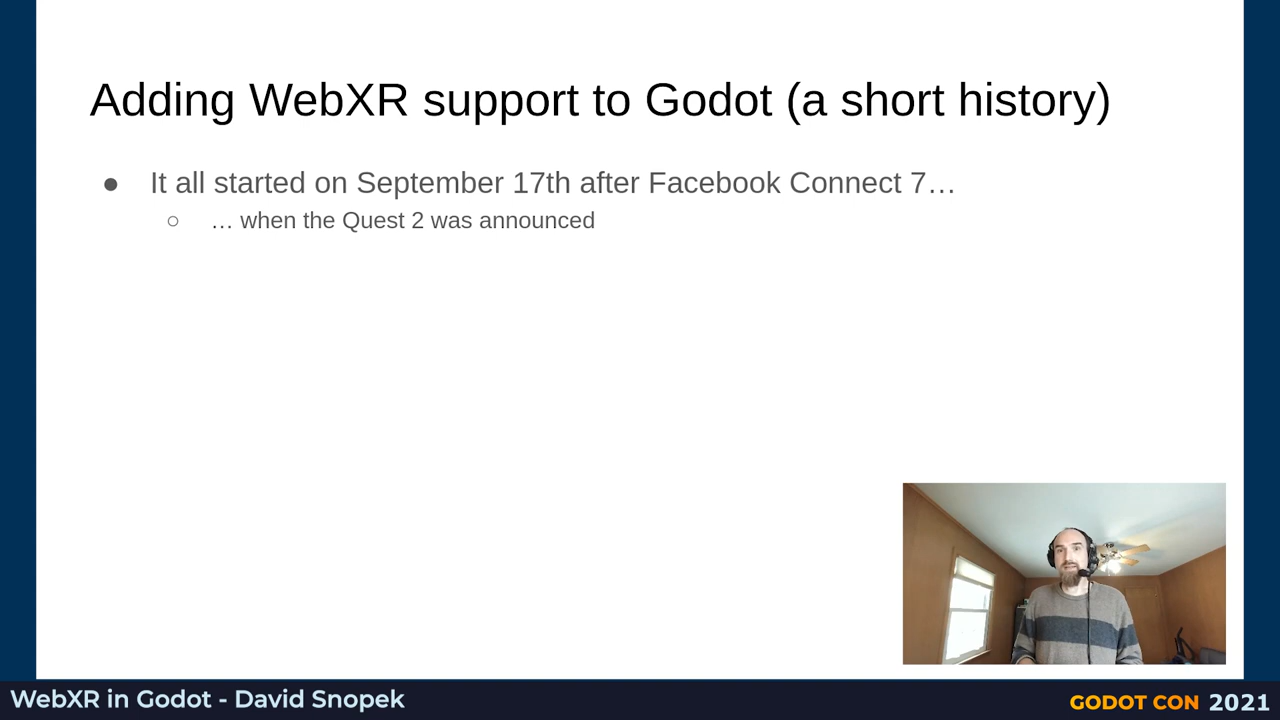 Adding WebXR support to Godot (a short history)
● It all started on September 17th after Facebook Connect 7…
○ … when the Quest 2 was announced
WebXR in Godot - David Snopek
GODOT CON 2021